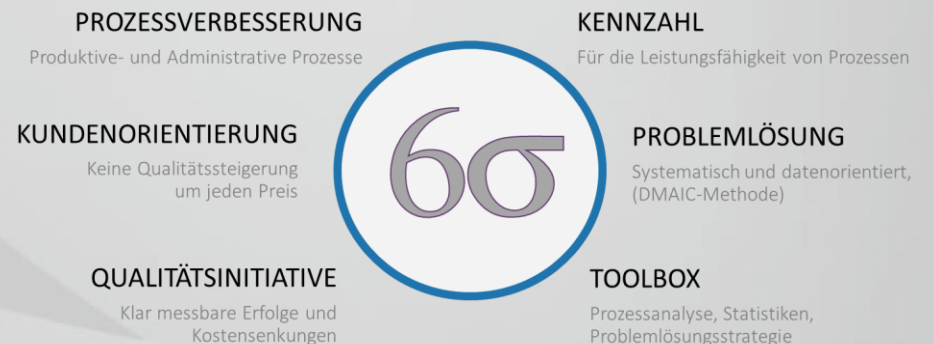 PROZESSVERBESSERUNG
Produktive- und Administrative Prozesse
KUNDENORIENTIERUNG
Keine Qualitätssteigerung
um jeden Preis
QUALITÄTSINITIATIVE
Klar messbare Erfolge und
Kostensenkungen
6σ
KENNZAHL
Für die Leistungsfähigkeit von Prozessen
PROBLEMLÖSUNG
Systematisch und datenorientiert,
(DMAIC-Methode)
TOOLBOX
Prozessanalyse, Statistiken,
Problemlösungsstrategie